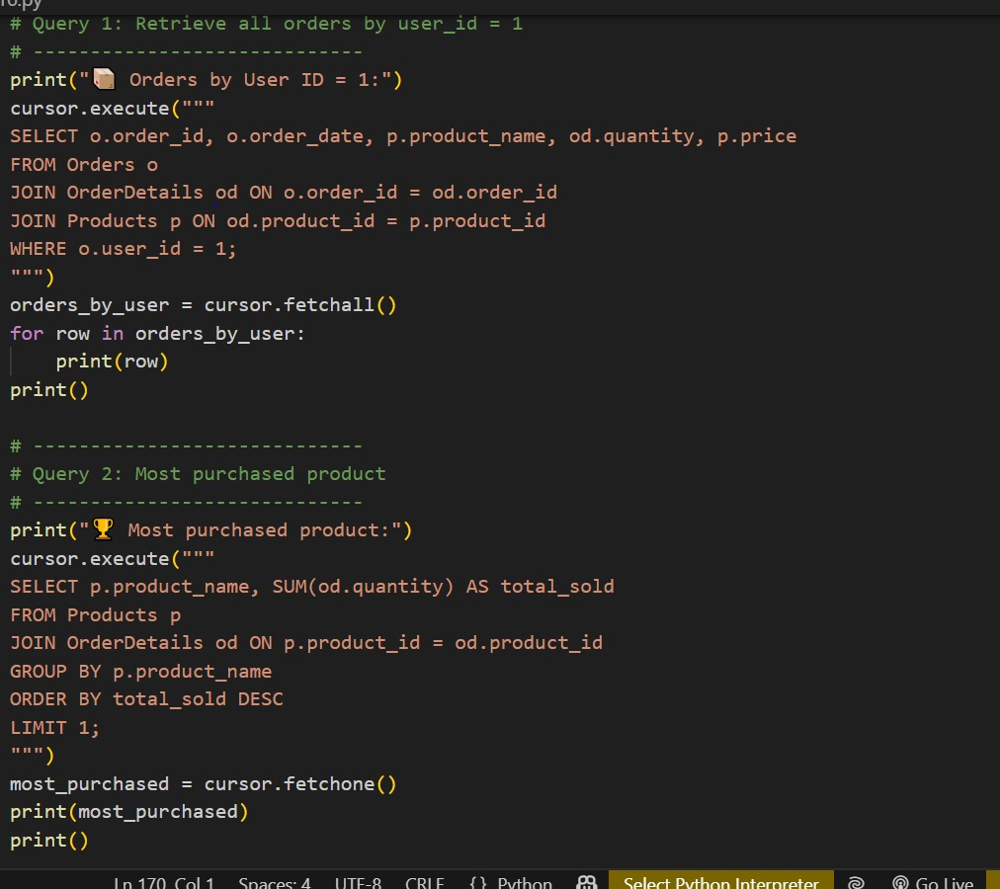 # Query 1: Retrieve all orders by user_id = 1
# -----------------------------
print("📦 Orders by User ID = 1:")
cursor.execute("""
SELECT o.order_id, o.order_date, p.product_name, od.quantity, p.price
FROM Orders o
JOIN OrderDetails od ON o.order_id = od.order_id
JOIN Products p ON od.product_id = p.product_id
WHERE o.user_id = 1;
""")
orders_by_user = cursor.fetchall()
for row in orders_by_user:
    print(row)
print()
# -----------------------------
# Query 2: Most purchased product
# -----------------------------
print("🏆 Most purchased product:")
cursor.execute("""
SELECT p.product_name, SUM(od.quantity) AS total_sold
FROM Products p
JOIN OrderDetails od ON p.product_id = od.product_id
GROUP BY p.product_name
ORDER BY total_sold DESC
LIMIT 1;
""")
most_purchased = cursor.fetchone()
print(most_purchased)
print()
Ln 170, Col 1 Spaces: 4 UTF-8 CRLF {} Python Select Python Interpreter Go Live